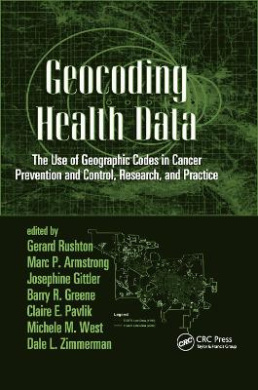 Geocoding
Health Data
The Use of Geographic Codes in Cancer
Prevention and Control, Research, and Practice
edited by
Gerard Rushton
Marc P. Armstrong
Josephine Gittler
Barry R. Greene
Claire E. Pavlik
Michele M. West
Dale L. Zimmerman
Legend
CRC Press
Taylor & Francis Group